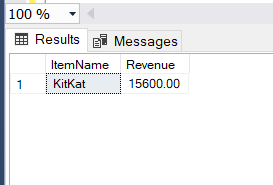 100 %
Results Messages
ItemName Revenue
1 KitKat 15600.00